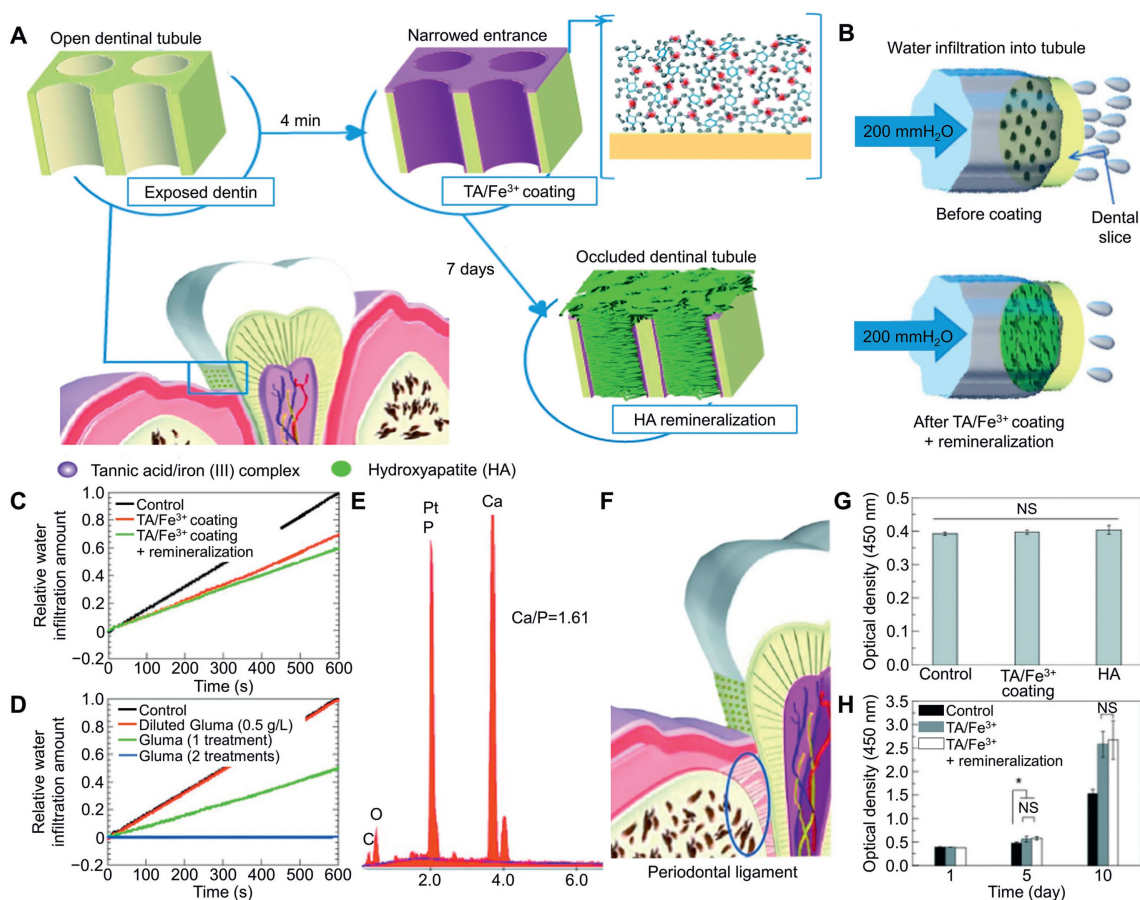 A
Open dentinal tubule
4 min
Exposed dentin
Narrowed entrance
TA/Fe³⁺ coating
7 days
Occluded dentinal tubule
HA remineralization
Tannic acid/iron (III) complex
Hydroxyapatite (HA)
B
Water infiltration into tubule
200 mmH₂O
Before coating
Dental
slice
200 mmH₂O
After TA/Fe³⁺ coating
+ remineralization
C
Relative water
infiltration amount
1.0
0.8
0.6
0.4
0.2
0
−0.2
Control
TA/Fe³⁺ coating
TA/Fe³⁺ coating
+ remineralization
0 100 200 300 400 500 600
Time (s)
D
Relative water
infiltration amount
1.0
0.8
0.6
0.4
0.2
0
−0.2
Control
Diluted Gluma (0.5 g/L)
Gluma (1 treatment)
Gluma (2 treatments)
0 100 200 300 400 500 600
Time (s)
E
Pt
P
Ca
Ca/P=1.61
O
C
2.0 4.0 6.0
F
Periodontal ligament
G
Optical density (450 nm)
0.5
0.4
0.3
0.2
0.1
0.0
NS
Control TA/Fe³⁺ HA
coating
H
Optical density (450 nm)
3.5
3.0
2.5
2.0
1.5
1.0
0.5
0.0
Control
TA/Fe³⁺
TA/Fe³⁺
+ remineralization
*
NS
NS
1 5 10
Time (day)